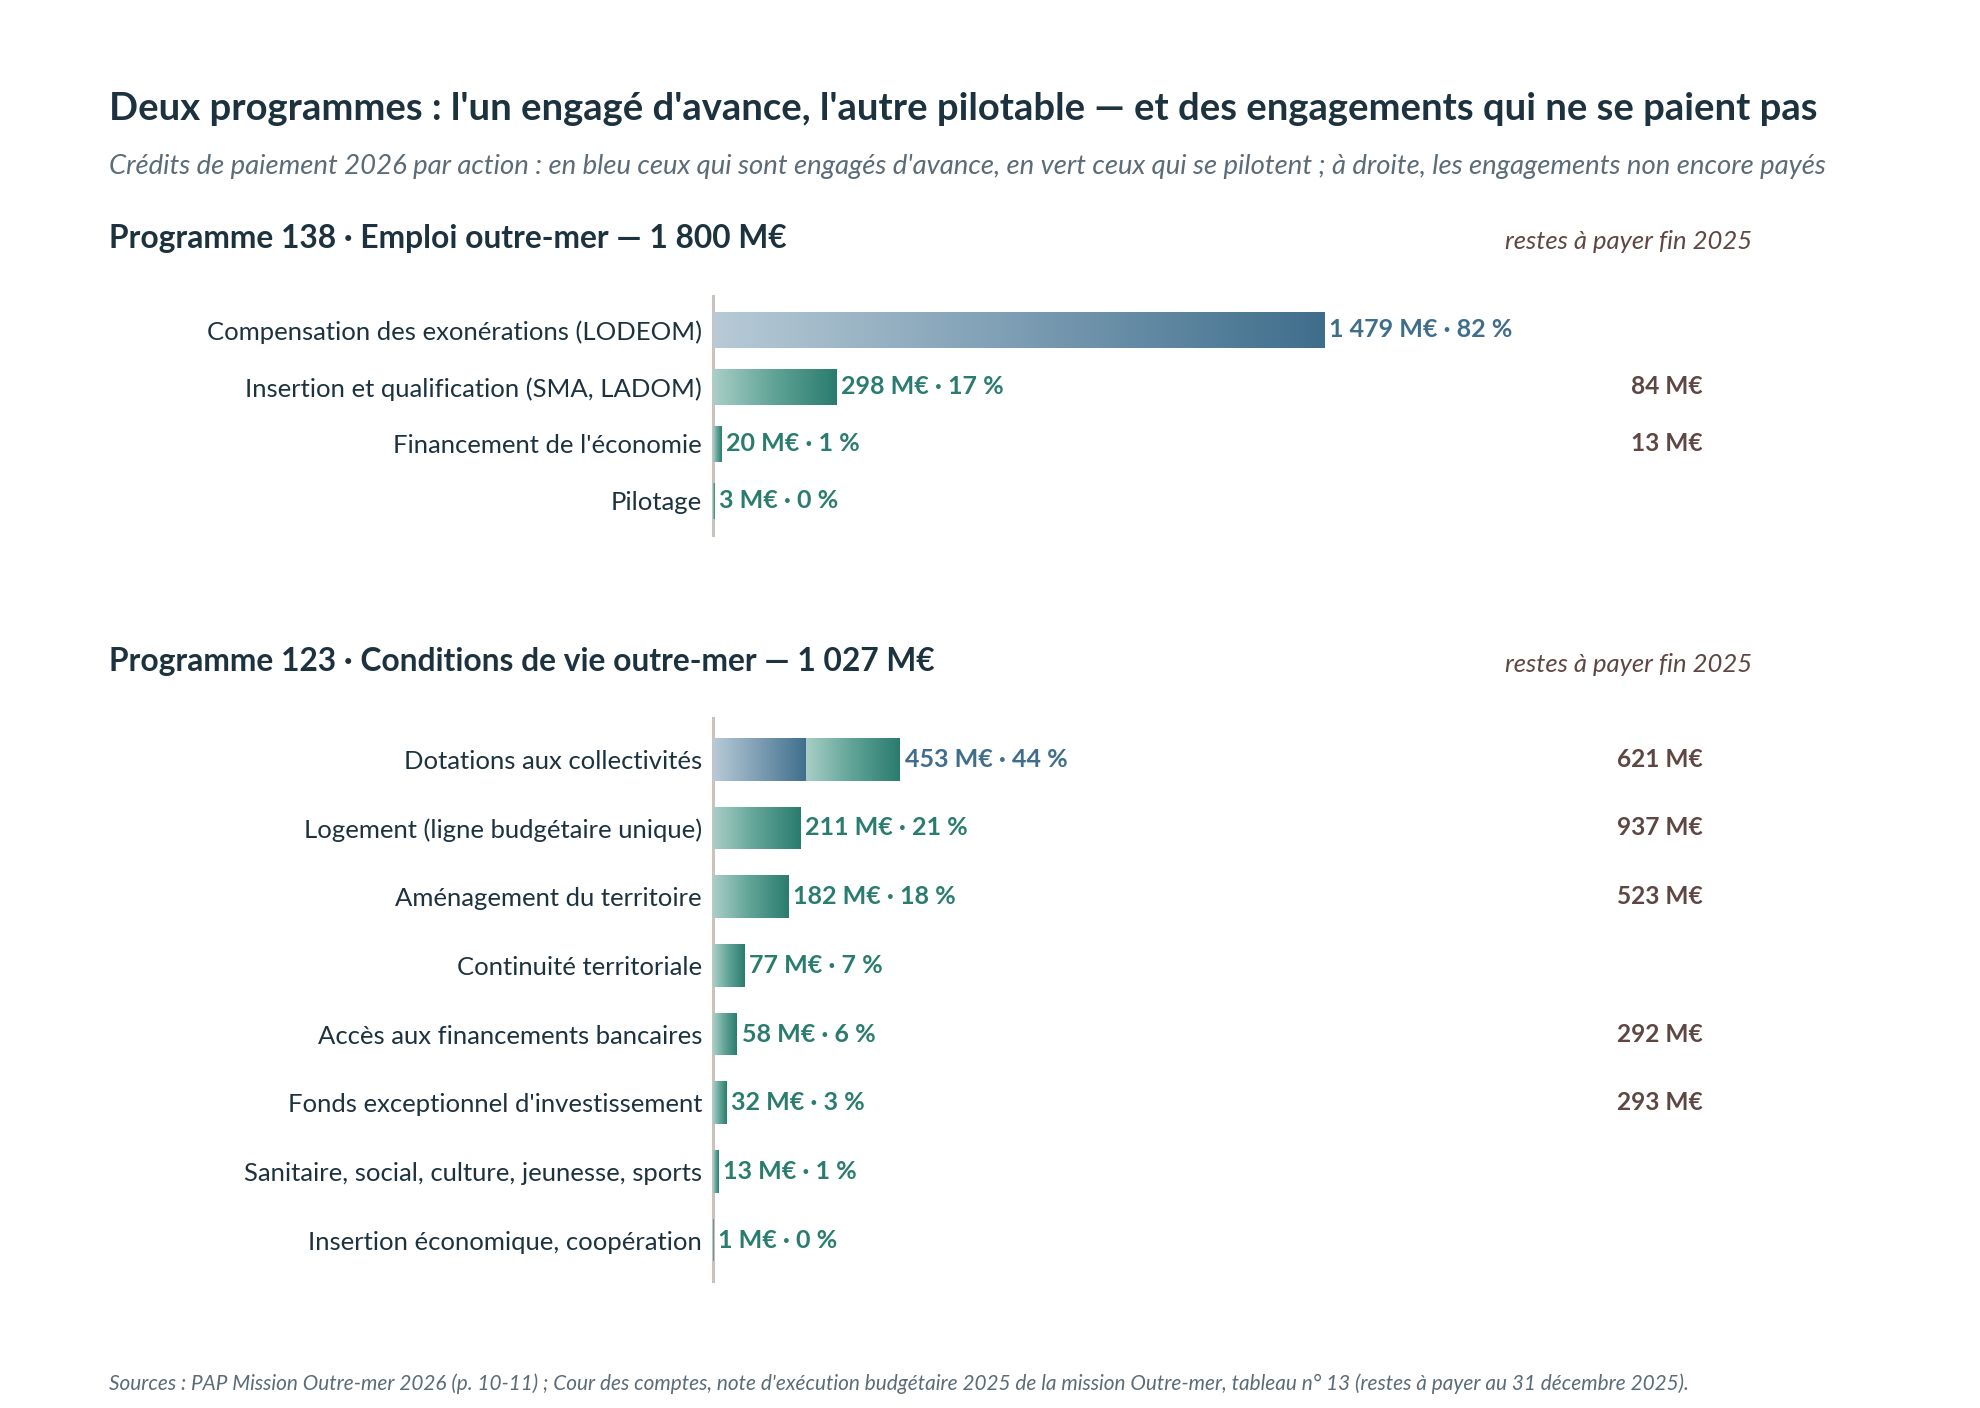 Deux programmes : l'un engagé d'avance, l'autre pilotable — et des engagements qui ne se paient pas
Crédits de paiement 2026 par action : en bleu ceux qui sont engagés d'avance, en vert ceux qui se pilotent ; à droite, les engagements non encore payés
Programme 138 · Emploi outre-mer — 1 800 M€
restes à payer fin 2025
Compensation des exonérations (LODEOM) 1 479 M€ · 82 %
Insertion et qualification (SMA, LADOM) 298 M€ · 17 % 84 M€
Financement de l'économie 20 M€ · 1 % 13 M€
Pilotage 3 M€ · 0 %
Programme 123 · Conditions de vie outre-mer — 1 027 M€
restes à payer fin 2025
Dotations aux collectivités 453 M€ · 44 % 621 M€
Logement (ligne budgétaire unique) 211 M€ · 21 % 937 M€
Aménagement du territoire 182 M€ · 18 % 523 M€
Continuité territoriale 77 M€ · 7 %
Accès aux financements bancaires 58 M€ · 6 % 292 M€
Fonds exceptionnel d'investissement 32 M€ · 3 % 293 M€
Sanitaire, social, culture, jeunesse, sports 13 M€ · 1 %
Insertion économique, coopération 1 M€ · 0 %
Sources : PAP Mission Outre-mer 2026 (p. 10-11) ; Cour des comptes, note d'exécution budgétaire 2025 de la mission Outre-mer, tableau n° 13 (restes à payer au 31 décembre 2025).